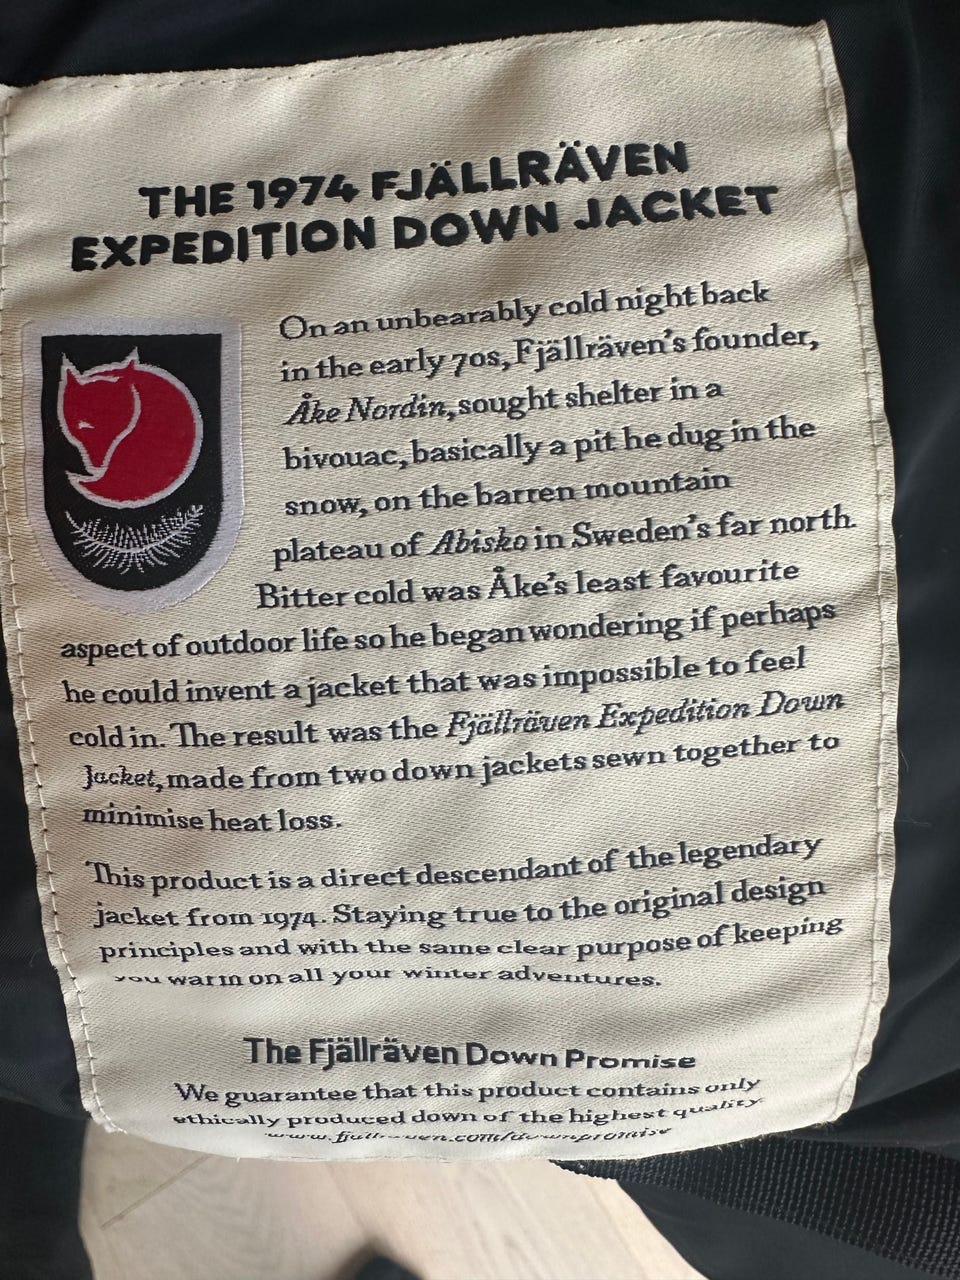 THE 1974 FJÄLLRÄVEN
EXPEDITION DOWN JACKET
On an unbearably cold night back
in the early 70s, Fjällräven's founder,
Åke Nordin, sought shelter in a
bivouac, basically a pit he dug in the
snow, on the barren mountain
plateau of Abisko in Sweden's far north.
Bitter cold was Åke's least favourite
aspect of outdoor life so he began wondering if perhaps
he could invent a jacket that was impossible to feel
cold in. The result was the Fjällräven Expedition Down
Jacket, made from two down jackets sewn together to
minimise heat loss.
This product is a direct descendant of the legendary
jacket from 1974. Staying true to the original design
principles and with the same clear purpose of keeping
you warm on all your winter adventures.
The Fjällräven Down Promise
We guarantee that this product contains only
ethically produced down of the highest quality.
www.fjallraven.com/downpromise